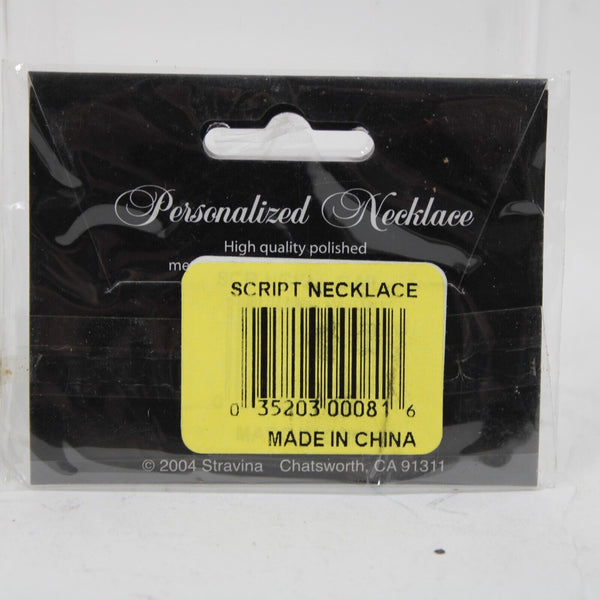 Personalized Necklace
High quality polished
SCRIPT NECKLACE
0 35203 00081 6
MADE IN CHINA
© 2004 Stravina Chatsworth, CA 91311